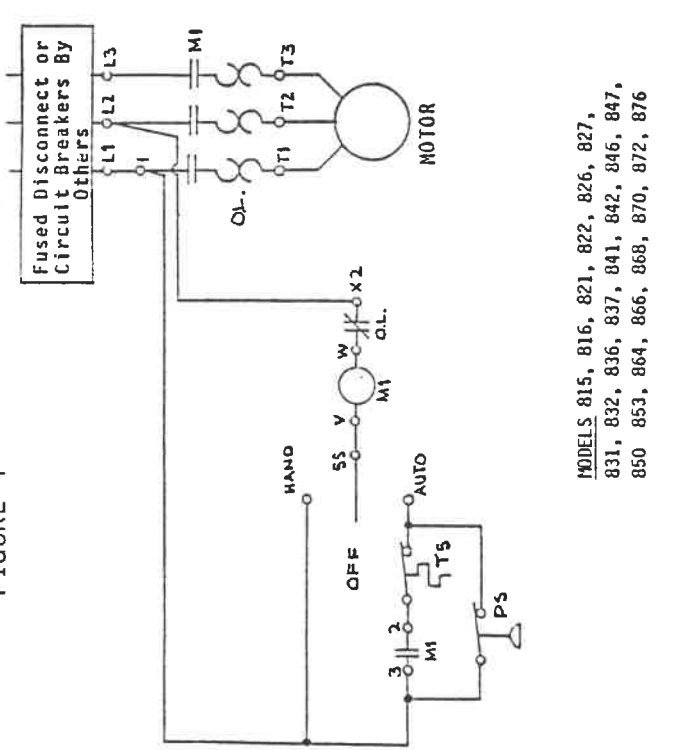 FIGURE
Fused Disconnect or
Circuit Breakers By
Others
L1
L2
L3
1
M1
O.L.
T1
T2
T3
MOTOR
HAND
OFF
SS
V
M1
W
O.L.
X2
AUTO
3
M1
2
TS
PS
MODELS 815, 816, 821, 822, 826, 827,
831, 832, 836, 837, 841, 842, 846, 847,
850 853, 864, 866, 868, 870, 872, 876